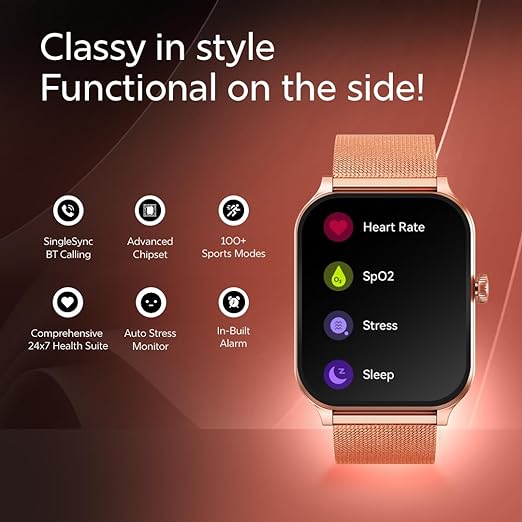 Classy in style
Functional on the side!
SingleSync
BT Calling
Advanced
Chipset
100+
Sports Modes
Comprehensive
24x7 Health Suite
Auto Stress
Monitor
In-Built
Alarm
Heart Rate
O₂
SpO2
Stress
Sleep